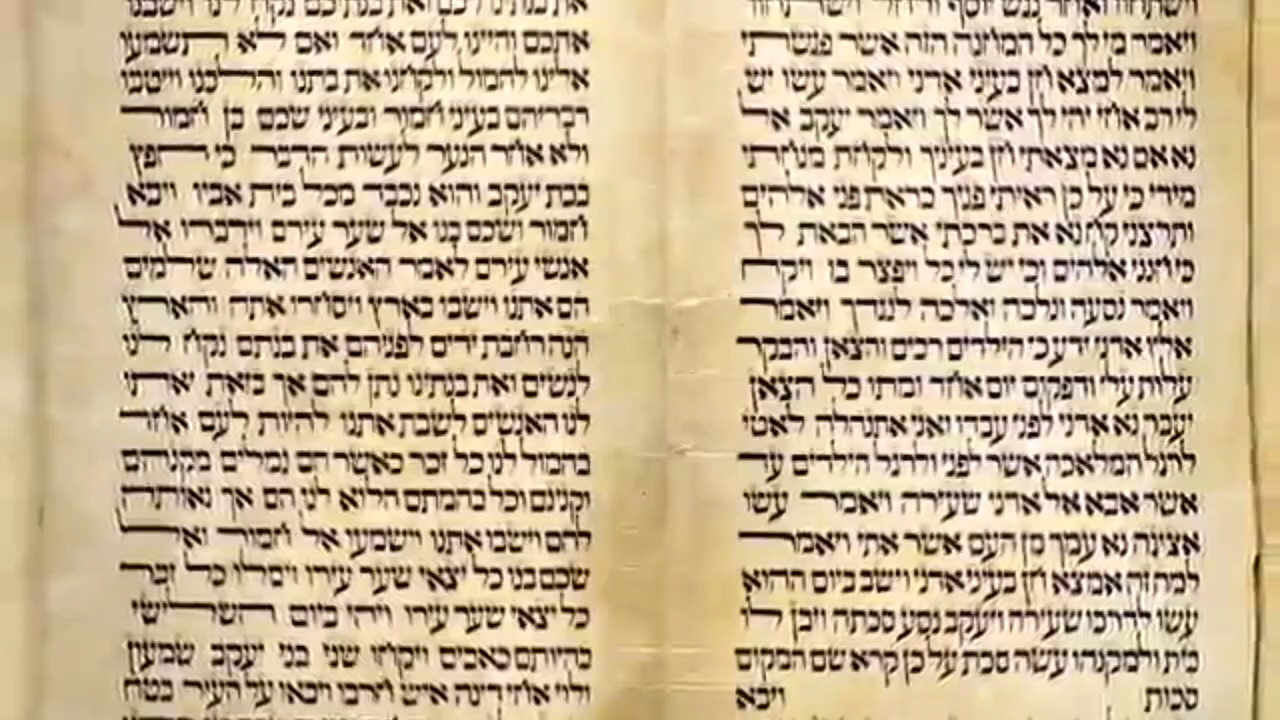 וישתחוו ואחר נגש יוסף ורחל וישתחוו
ויאמר מי לך כל המחנה הזה אשר פגשתי
ויאמר למצא חן בעיני אדני ויאמר עשו יש
לי רב אחי יהי לך אשר לך ויאמר יעקב אל
נא אם נא מצאתי חן בעיניך ולקחת מנחתי
מידי כי על כן ראיתי פניך כראת פני אלהים
ותרצני קח נא את ברכתי אשר הבאת לך
כי חנני אלהים וכי יש לי כל ויפצר בו ויקח
ויאמר נסעה ונלכה ואלכה לנגדך ויאמר
אליו אדני ידע כי הילדים רכים והצאן והבקר
עלות עלי ודפקום יום אחד ומתו כל הצאן
יעבר נא אדני לפני עבדו ואני אתנהלה לאטי
לרגל המלאכה אשר לפני ולרגל הילדים עד
אשר אבא אל אדני שעירה ויאמר עשו
אציגה נא עמך מן העם אשר אתי ויאמר
למה זה אמצא חן בעיני אדני וישב ביום ההוא
עשו לדרכו שעירה ויעקב נסע סכתה ויבן לו
בית ולמקנהו עשה סכת על כן קרא שם המקום
סכות ויבא
את בנתינו לכם ואת בנתיכם נקח לנו וישבנו
אתכם והיינו לעם אחד ואם לא תשמעו
אלינו להמול ולקחנו את בתנו והלכנו וייטבו
דבריהם בעיני חמור ובעיני שכם בן חמור
ולא אחר הנער לעשות הדבר כי חפץ
בבת יעקב והוא נכבד מכל בית אביו ויבא
חמור ושכם בנו אל שער עירם וידברו אל
אנשי עירם לאמר האנשים האלה שלמים
הם אתנו וישבו בארץ ויסחרו אתה והארץ
הנה רחבת ידים לפניהם את בנתם נקח לנו
לנשים ואת בנתינו נתן להם אך בזאת יאתו
לנו האנשים לשבת אתנו להיות לעם אחד
בהמול לנו כל זכר כאשר הם נמלים מקנהם
וקנינם וכל בהמתם הלוא לנו הם אך נאותה
להם וישבו אתנו וישמעו אל חמור ואל
שכם בנו כל יצאי שער עירו וימלו כל זכר
כל יצאי שער עירו ויהי ביום השלישי
בהיותם כאבים ויקחו שני בני יעקב שמעון
ולוי אחי דינה איש חרבו ויבאו על העיר בטח